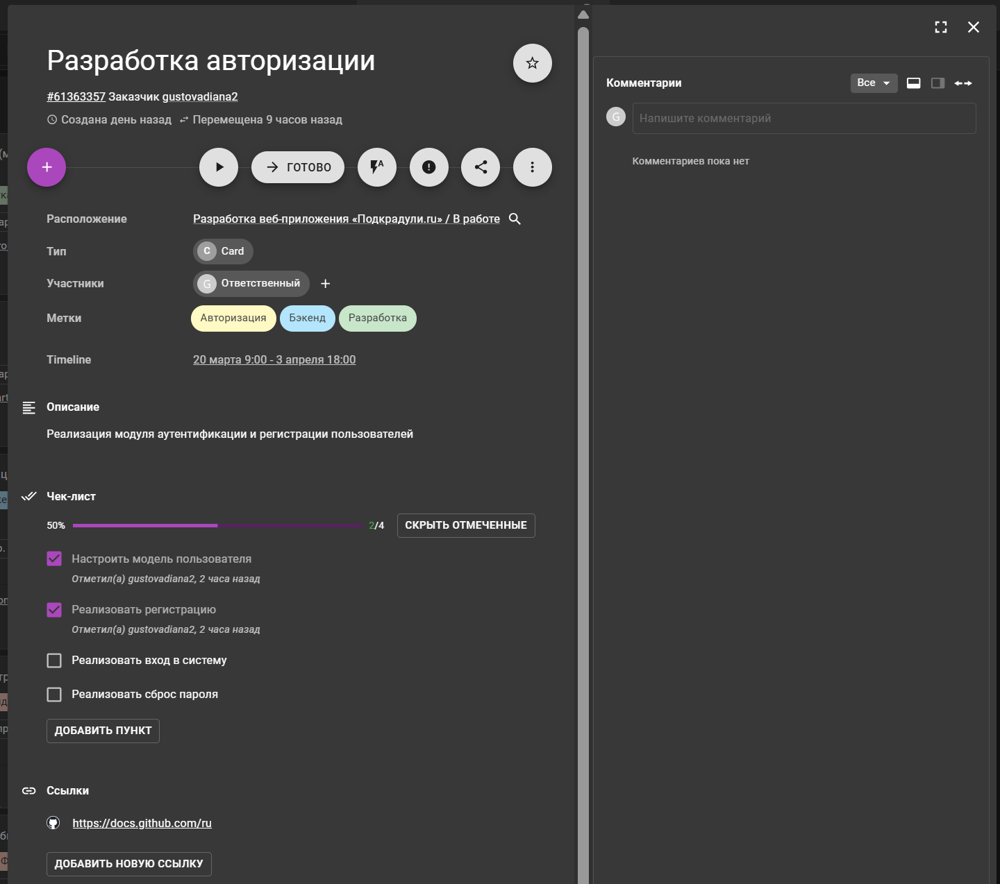 Разработка авторизации
#61363357 Заказчик gustovadiana2
Создана день назад Перемещена 9 часов назад
ГОТОВО
Расположение Разработка веб-приложения «Подкрадули.ru» / В работе
Тип C Card
Участники G Ответственный
Метки Авторизация Бэкенд Разработка
Timeline 20 марта 9:00 - 3 апреля 18:00
Описание
Реализация модуля аутентификации и регистрации пользователей
Чек-лист
50% 2/4 СКРЫТЬ ОТМЕЧЕННЫЕ
Настроить модель пользователя
Отметил(а) gustovadiana2, 2 часа назад
Реализовать регистрацию
Отметил(а) gustovadiana2, 2 часа назад
Реализовать вход в систему
Реализовать сброс пароля
ДОБАВИТЬ ПУНКТ
Ссылки
https://docs.github.com/ru
ДОБАВИТЬ НОВУЮ ССЫЛКУ
Комментарии Все
G Напишите комментарий
Комментариев пока нет